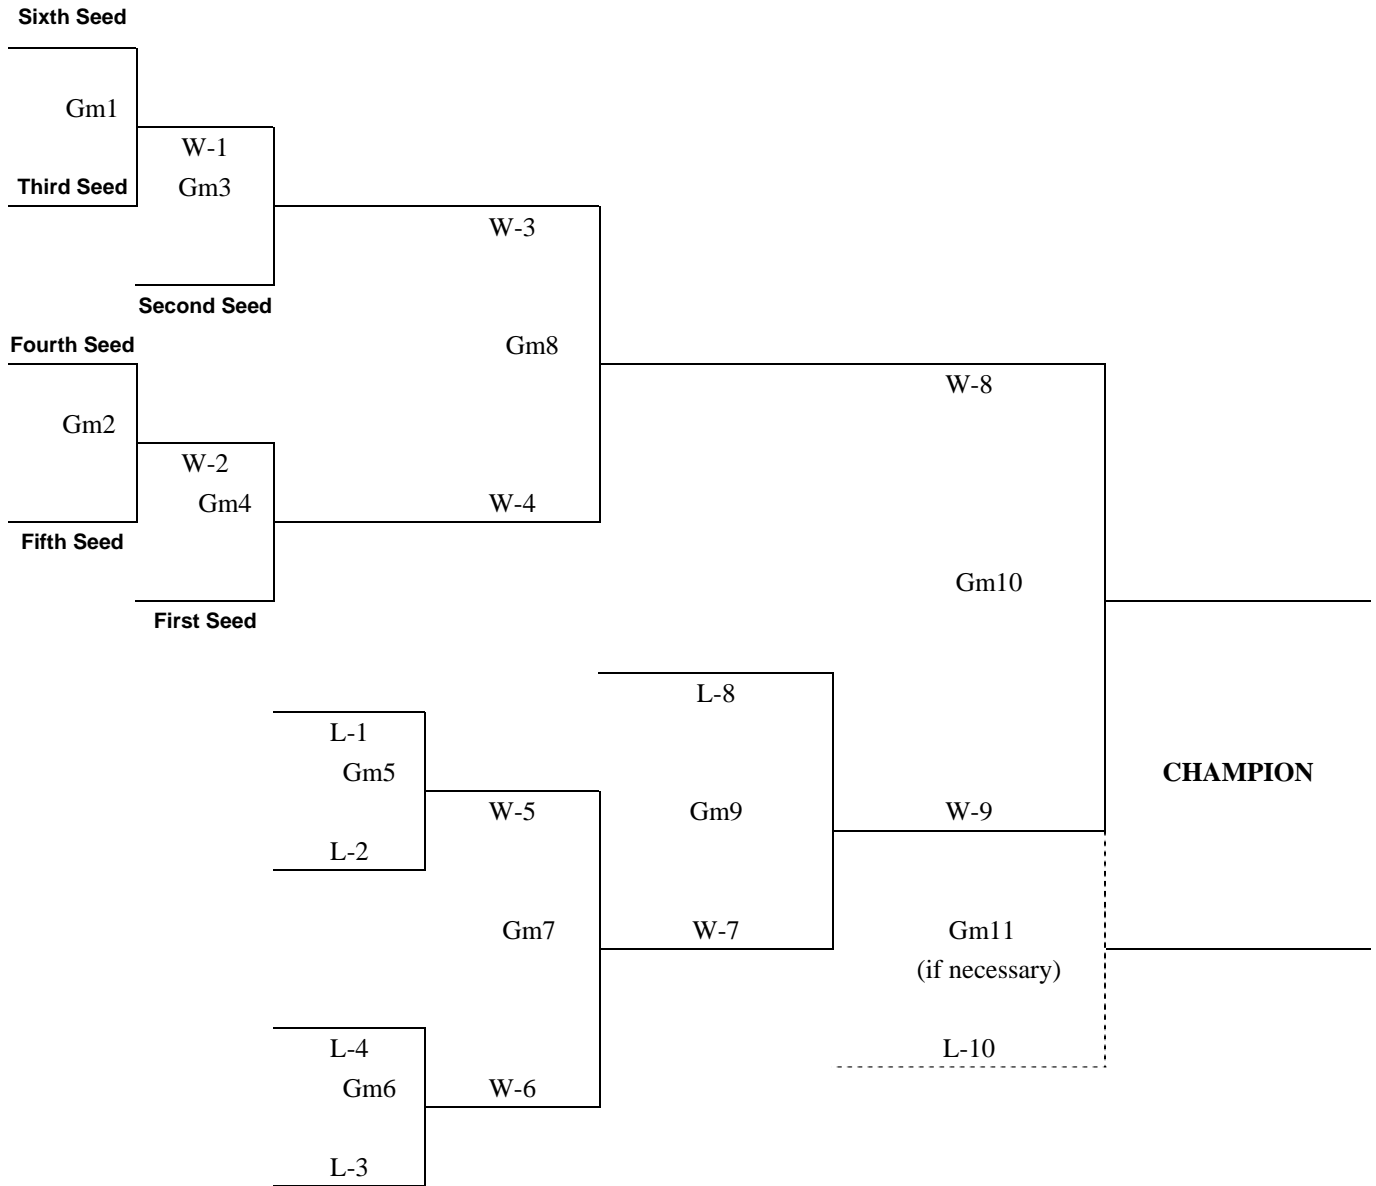 Sixth Seed
Gm1
W-1
Third Seed
Gm3
W-3
Second Seed
Fourth Seed
Gm8
W-8
Gm2
W-2
Gm4
W-4
Fifth Seed
Gm10
First Seed
L-8
L-1
Gm5
CHAMPION
W-5
Gm9
W-9
L-2
Gm7
W-7
Gm11
(if necessary)
L-4
L-10
Gm6
W-6
L-3